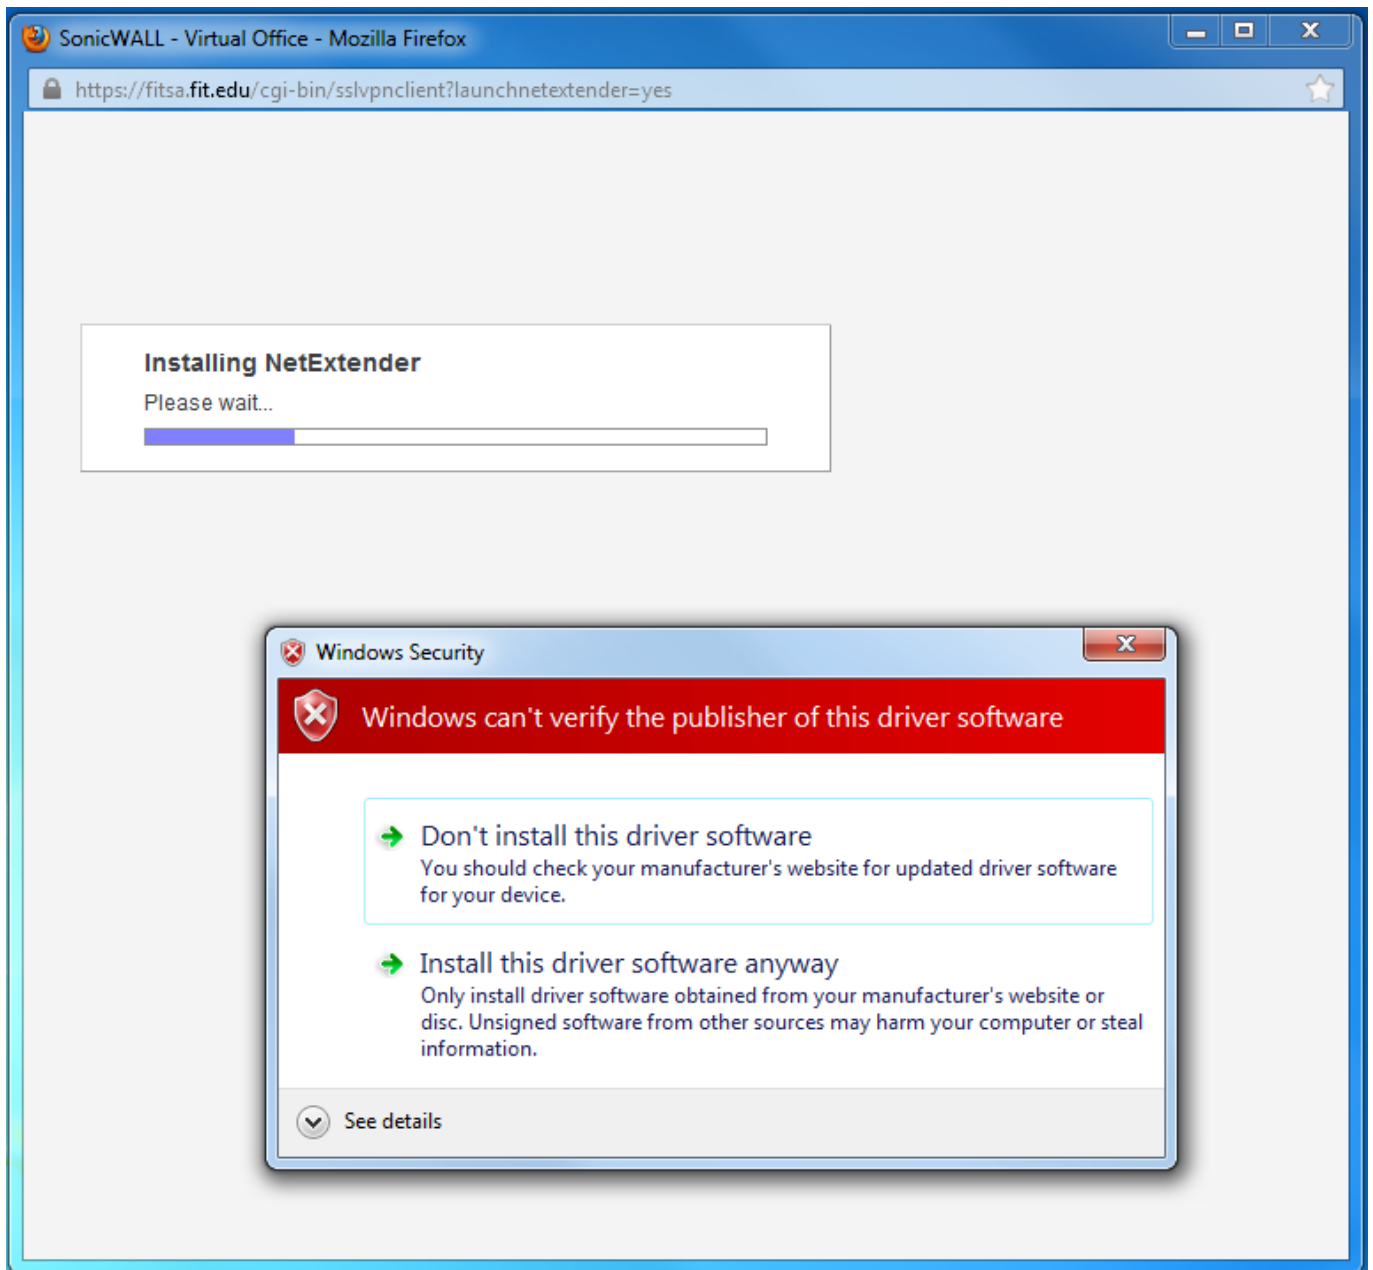 SonicWALL - Virtual Office - Mozilla Firefox
https://fitsa.fit.edu/cgi-bin/sslvpnclient?launchnetextender=yes
Installing NetExtender
Please wait...
Windows Security
Windows can't verify the publisher of this driver software
Don't install this driver software
You should check your manufacturer's website for updated driver software
for your device.
Install this driver software anyway
Only install driver software obtained from your manufacturer's website or
disc. Unsigned software from other sources may harm your computer or steal
information.
See details